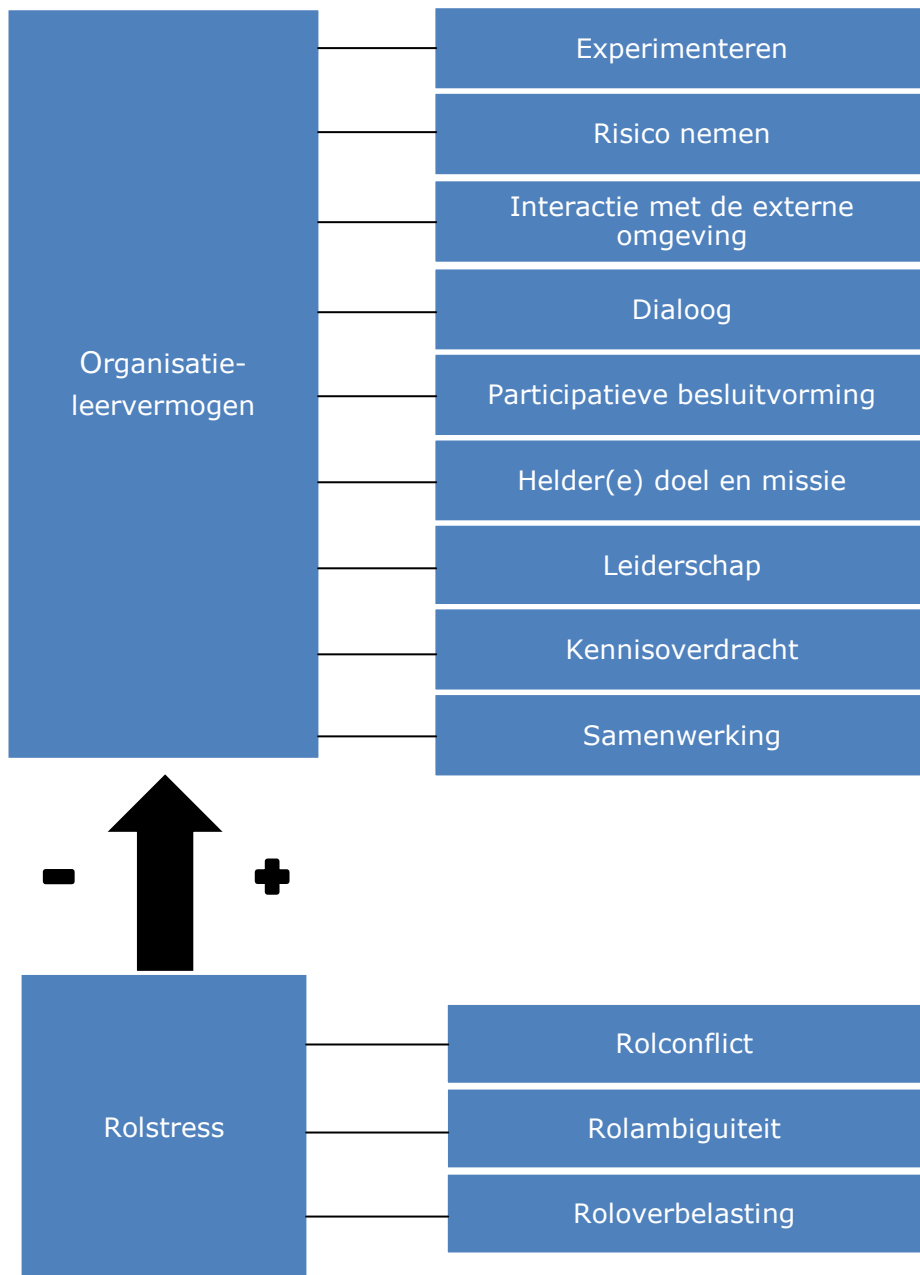 Experimenteren
Risico nemen
Interactie met de externe
omgeving
Dialoog
Organisatie-
leervermogen
Participatieve besluitvorming
Helder(e) doel en missie
Leiderschap
Kennisoverdracht
Samenwerking
- +
Rolconflict
Rolstress
Rolambiguiteit
Roloverbelasting